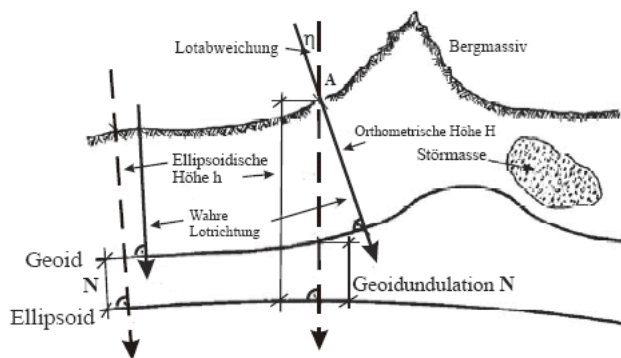 η
Lotabweichung
Bergmassiv
A
Orthometrische Höhe H
Störmasse
Ellipsoidische
Höhe h
Wahre
Lotrichtung
Geoid
N
Geoidundulation N
Ellipsoid